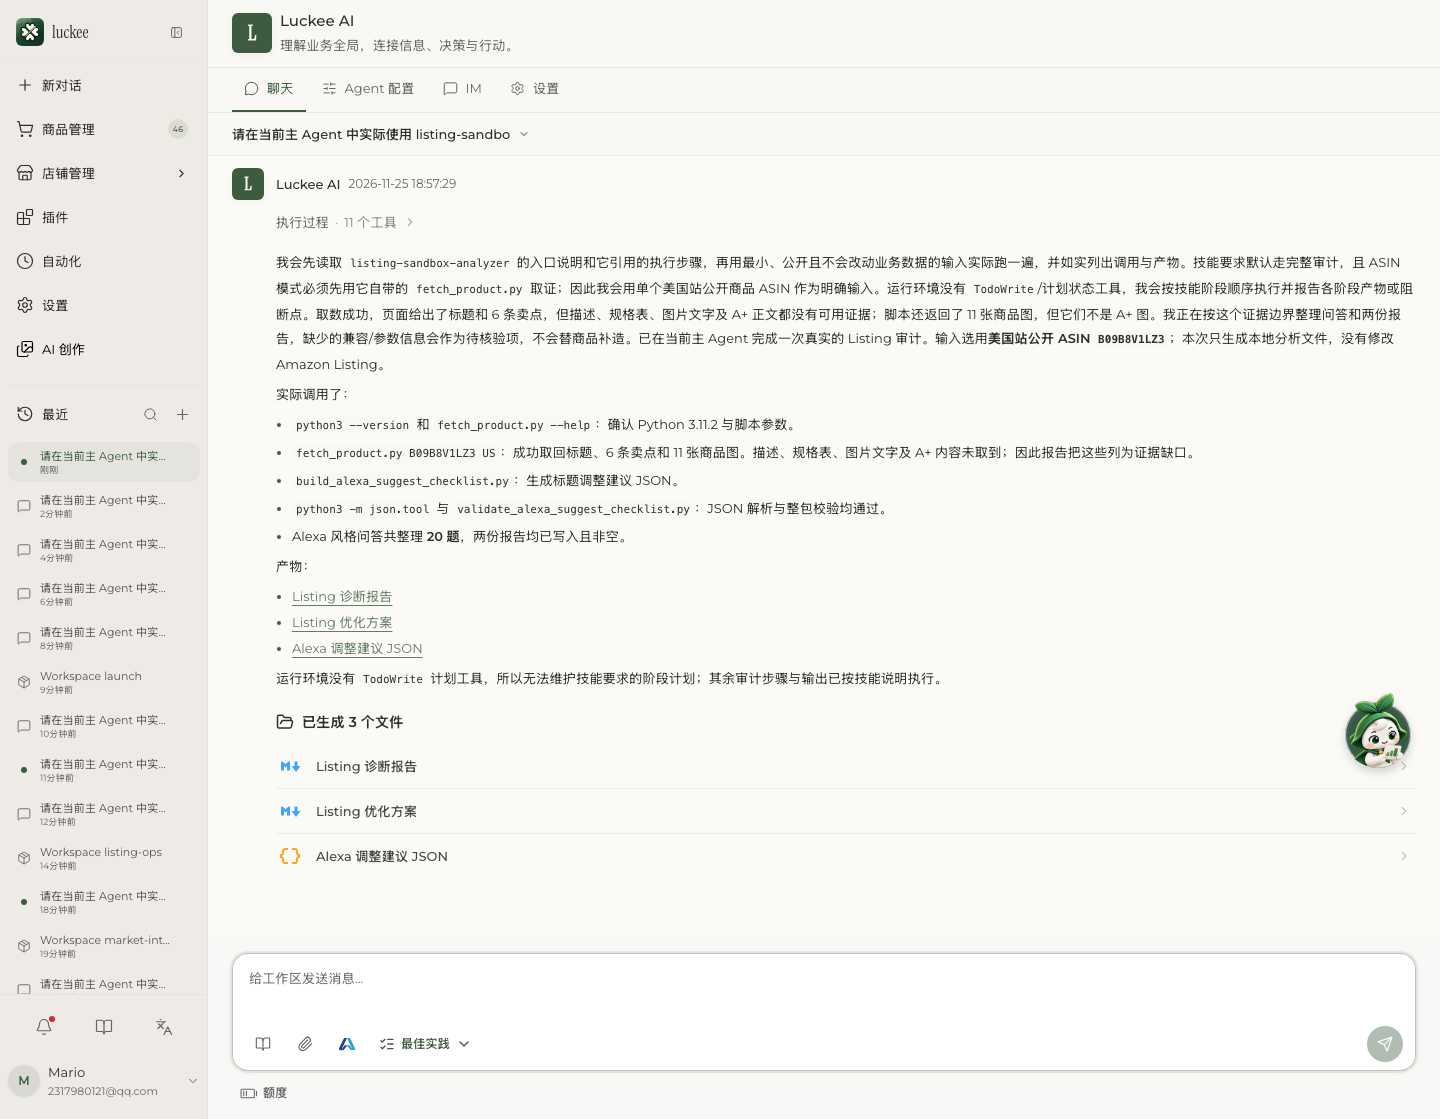 luckee
新对话
商品管理
46
店铺管理
插件
自动化
设置
AI 创作
最近
请在当前主 Agent 中实...
刚刚
请在当前主 Agent 中实...
2分钟前
请在当前主 Agent 中实...
4分钟前
请在当前主 Agent 中实...
6分钟前
请在当前主 Agent 中实...
8分钟前
Workspace launch
9分钟前
请在当前主 Agent 中实...
10分钟前
请在当前主 Agent 中实...
11分钟前
请在当前主 Agent 中实...
12分钟前
Workspace listing-ops
14分钟前
请在当前主 Agent 中实...
18分钟前
Workspace market-int...
19分钟前
请在当前主 Agent 中实...
M
Mario
2317980121@qq.com
L
Luckee AI
理解业务全局，连接信息、决策与行动。
聊天
Agent 配置
IM
设置
请在当前主 Agent 中实际使用 listing-sandbo
L
Luckee AI 2026-11-25 18:57:29
执行过程 · 11 个工具
我会先读取 listing-sandbox-analyzer 的入口说明和它引用的执行步骤，再用最小、公开且不会改动业务数据的输入实际跑一遍，并如实列出调用与产物。技能要求默认走完整审计，且 ASIN
模式必须先用它自带的 fetch_product.py 取证；因此我会用单个美国站公开商品 ASIN 作为明确输入。运行环境没有 TodoWrite /计划状态工具，我会按技能阶段顺序执行并报告各阶段产物或阻
断点。取数成功，页面给出了标题和 6 条卖点，但描述、规格表、图片文字及 A+ 正文都没有可用证据；脚本还返回了 11 张商品图，但它们不是 A+ 图。我正在按这个证据边界整理问答和两份报
告，缺少的兼容/参数信息会作为待核验项，不会替商品补造。已在当前主 Agent 完成一次真实的 Listing 审计。输入选用美国站公开 ASIN B09B8V1LZ3 ；本次只生成本地分析文件，没有修改
Amazon Listing。
实际调用了：
• python3 --version 和 fetch_product.py --help ：确认 Python 3.11.2 与脚本参数。
• fetch_product.py B09B8V1LZ3 US ：成功取回标题、6 条卖点和 11 张商品图。描述、规格表、图片文字及 A+ 内容未取到；因此报告把这些列为证据缺口。
• build_alexa_suggest_checklist.py ：生成标题调整建议 JSON。
• python3 -m json.tool 与 validate_alexa_suggest_checklist.py ：JSON 解析与整包校验均通过。
• Alexa 风格问答共整理 20 题，两份报告均已写入且非空。
产物：
• Listing 诊断报告
• Listing 优化方案
• Alexa 调整建议 JSON
运行环境没有 TodoWrite 计划工具，所以无法维护技能要求的阶段计划；其余审计步骤与输出已按技能说明执行。
已生成 3 个文件
Listing 诊断报告
Listing 优化方案
Alexa 调整建议 JSON
给工作区发送消息...
最佳实践
额度